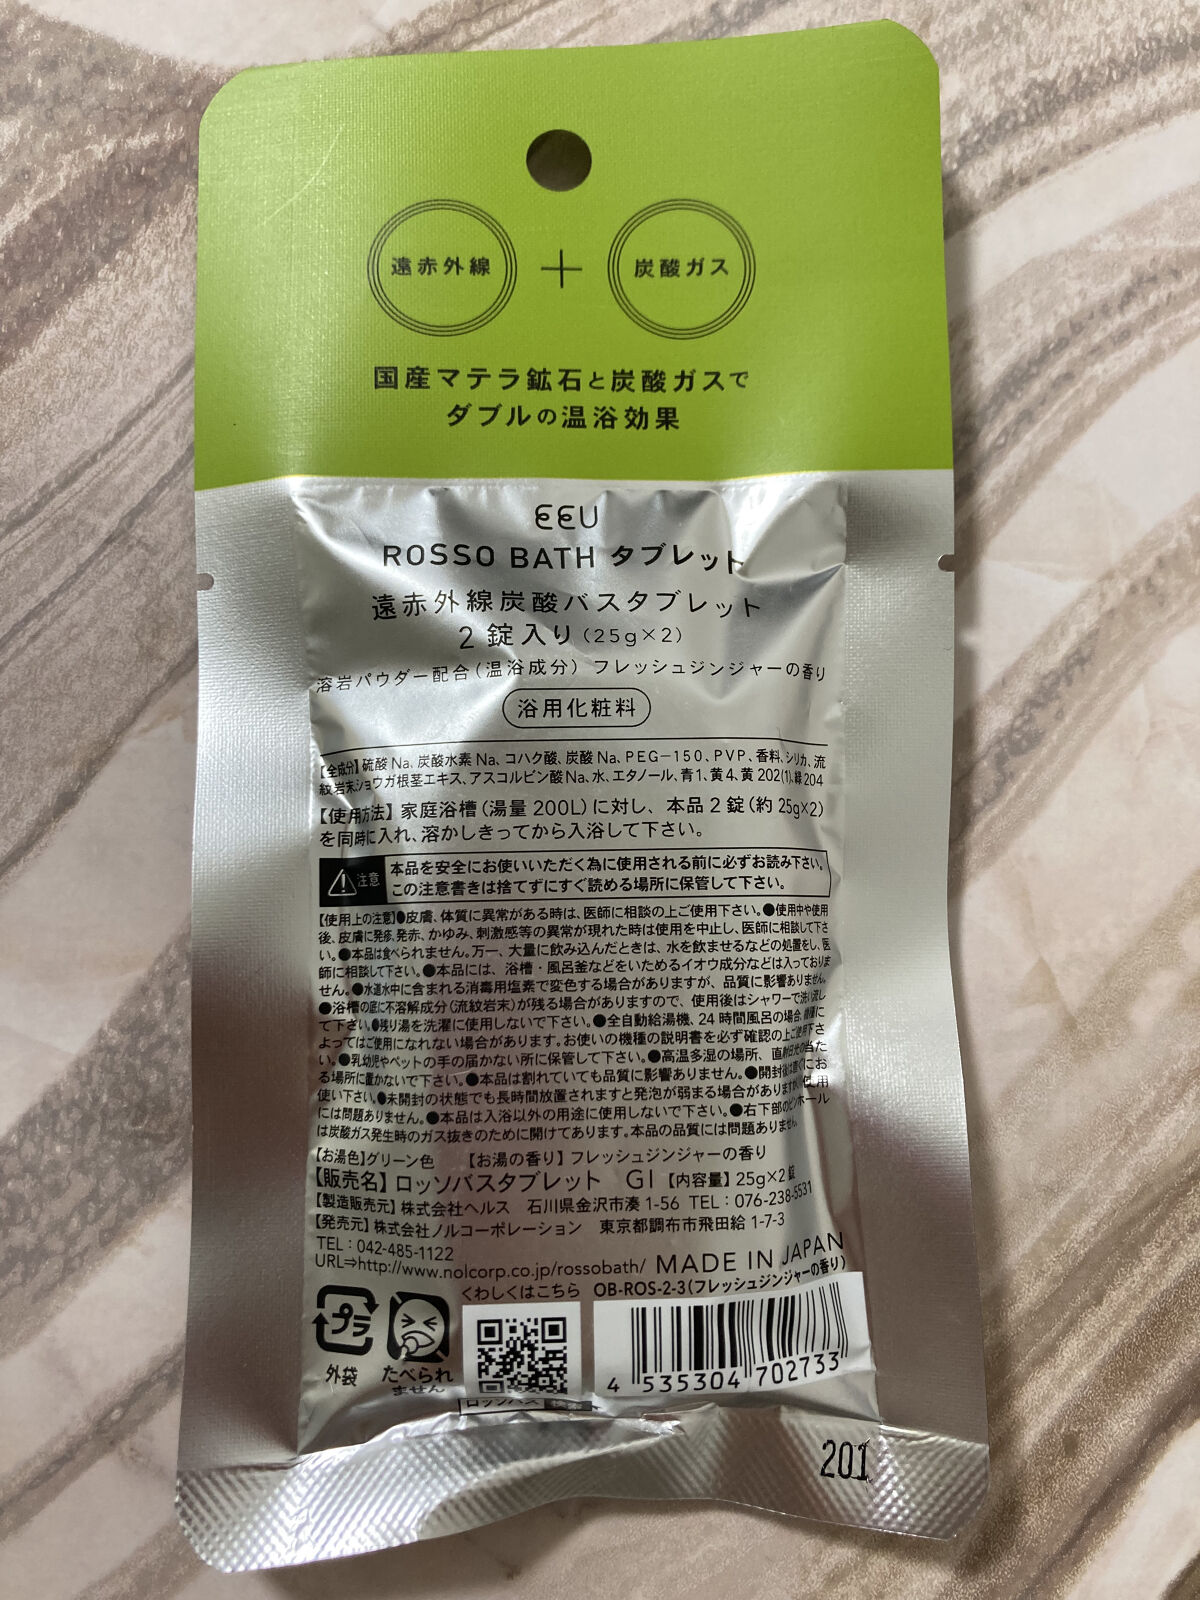 遠赤外線 + 炭酸ガス
国産マテラ鉱石と炭酸ガスで
ダブルの温浴効果
EEU
ROSSO BATH タブレット
遠赤外線炭酸バスタブレット
2錠入り(25g×2)
溶岩パウダー配合(温浴成分) フレッシュジンジャーの香り
浴用化粧料
【全成分】硫酸Na、炭酸水素Na、コハク酸、炭酸Na、PEG-150、PVP、香料、シリカ、流
紋岩末、ショウガ根茎エキス、アスコルビン酸Na、水、エタノール、青1、黄4、黄202(1)、緑204
【使用方法】家庭浴槽(湯量200L)に対し、本品2錠(約25g×2)
を同時に入れ、溶かしきってから入浴して下さい。
注意 本品を安全にお使いいただく為に使用される前に必ずお読み下さい。
この注意書きは捨てずにすぐ読める場所に保管して下さい。
【使用上の注意】●皮膚、体質に異常がある時は、医師に相談の上ご使用下さい。●使用中や使用
後、皮膚に発疹、発赤、かゆみ、刺激感等の異常が現れた時は使用を中止し、医師に相談して下さ
い。●本品は食べられません。万一、大量に飲み込んだときは、水を飲ませるなどの処置をし、医
師に相談して下さい。●本品には、浴槽・風呂釜などをいためるイオウ成分などは入っておりま
せん。●水道水中に含まれる消毒用塩素で変色する場合がありますが、品質に影響ありません。
●浴槽の底に不溶解成分(流紋岩末)が残る場合がありますので、使用後はシャワーで洗い流し
て下さい。●残り湯を洗濯に使用しないで下さい。●全自動給湯機、24時間風呂の場合、機種に
よってはご使用になれない場合があります。お使いの機種の説明書を必ず確認の上ご使用下さ
い。●乳幼児やペットの手の届かない所に保管して下さい。●高温多湿の場所、直射日光の当た
る場所に置かないで下さい。●本品は割れていても品質に影響ありません。●開封後は直ぐにお
使い下さい。●未開封の状態でも長時間放置されますと発泡が弱まる場合がありますが、使用
には問題ありません。●本品は入浴以外の用途に使用しないで下さい。●右下部のピンホール
は炭酸ガス発生時のガス抜きのために開けてあります。本品の品質には問題ありません。
【お湯色】グリーン色 【お湯の香り】フレッシュジンジャーの香り
【販売名】ロッソバスタブレット GI 【内容量】25g×2錠
【製造販売元】株式会社ヘルス 石川県金沢市湊1-56 TEL：076-238-5531
【発売元】株式会社ノルコーポレーション 東京都調布市飛田給1-7-3
TEL：042-485-1122
URL⇒http://www.nolcorp.co.jp/rossobath/ MADE IN JAPAN
くわしくはこちら OB-ROS-2-3(フレッシュジンジャーの香り)
プラ
外袋
たべられ
ません
ロッソバス 検索
4 535304 702733
201